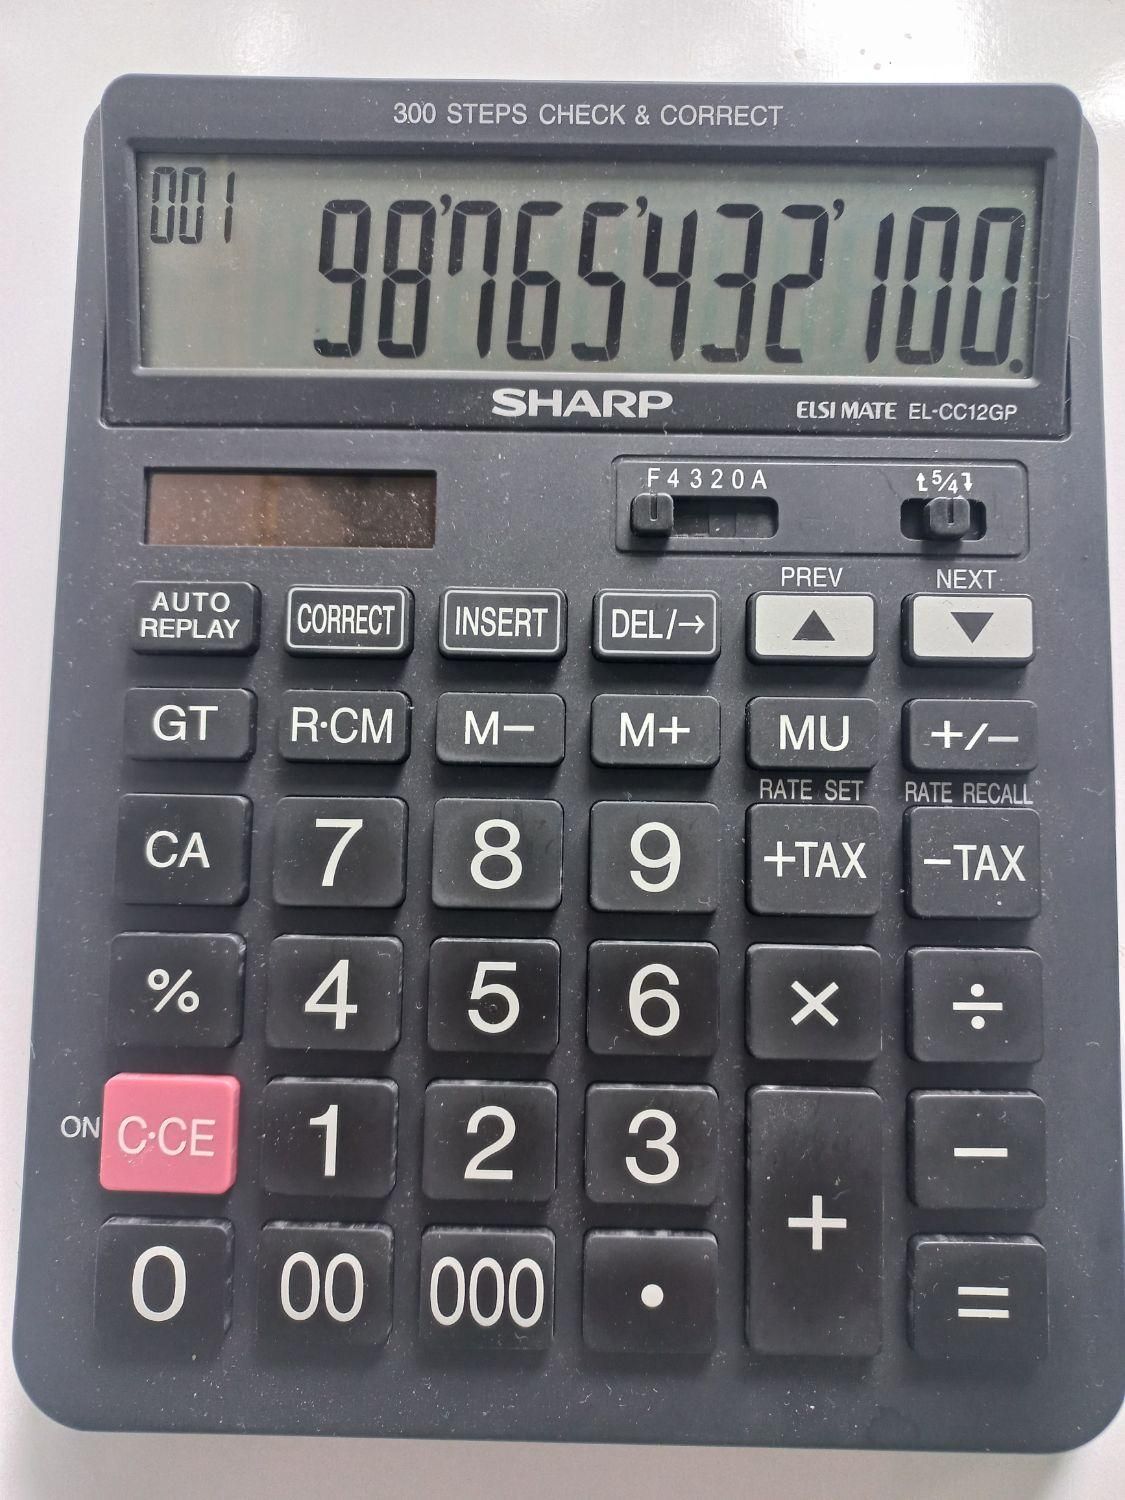 300 STEPS CHECK & CORRECT
001
98'765'432'100.
SHARP
ELSI MATE EL-CC12GP
F 4 3 2 0 A
↥5/4↧
PREV NEXT
AUTO REPLAY CORRECT INSERT DEL/→ ▲ ▼
GT R·CM M− M+ MU +/−
RATE SET RATE RECALL
CA 7 8 9 +TAX −TAX
% 4 5 6 × ÷
ON C·CE 1 2 3 + −
0 00 000 · =